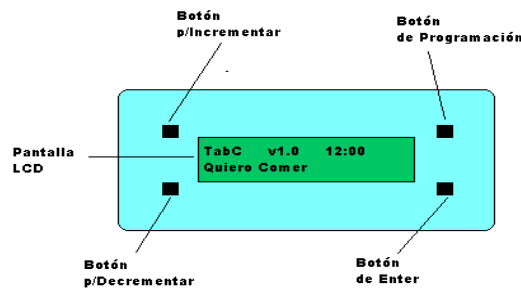 Botón
p/Incrementar
Botón
de Programación
Pantalla
LCD
TabC v1.0 12:00
Quiero Comer
Botón
p/Decrementar
Botón
de Enter